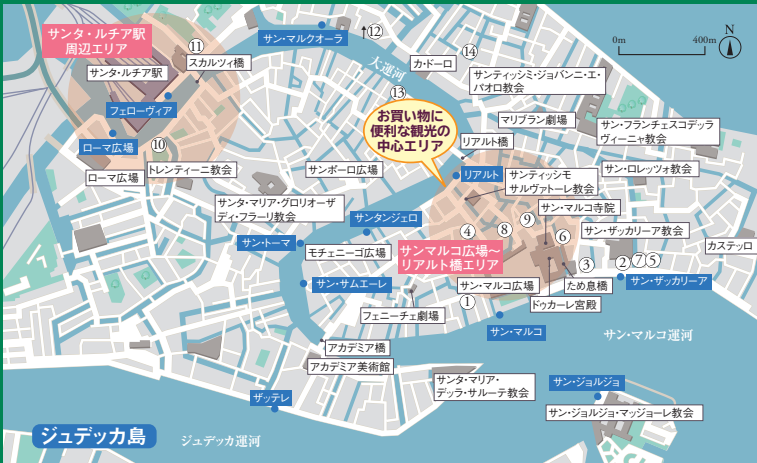 サンタ・ルチア駅
周辺エリア
⑪
スカルツィ橋
サンタ・ルチア駅
フェローヴィア
ローマ広場
⑩
ローマ広場
トレンティーニ教会
サン・マルクオーラ
⑫
大運河
カ・ドーロ
⑭
サンティッシミ・ジョバンニ・エ・
パオロ教会
0m
400m
N
⑬
お買い物に
便利な観光の
中心エリア
マリブラン劇場
サン・フランチェスコデッラ
ヴィーニャ教会
リアルト橋
リアルト
サンティッシモ
サルヴァトーレ教会
サン・ロレッツォ教会
サンポーロ広場
サンタ・マリア・グロリオーザ
ディ・フラーリ教会
サンタンジェロ
サン・トーマ
モチェニーゴ広場
サン・サムエーレ
サンマルコ広場～
リアルト橋エリア
④
⑧
⑨
サン・マルコ寺院
⑥
サン・ザッカリーア教会
カステッロ
③
②
⑦
⑤
ため息橋
サン・ザッカリーア
サン・マルコ広場
①
ドゥカーレ宮殿
フェニーチェ劇場
サン・マルコ
サン・マルコ運河
アカデミア橋
アカデミア美術館
サンタ・マリア・
デッラ・サルーテ教会
サン・ジョルジョ
サン・ジョルジョ・マッジョーレ教会
ザッテレ
ジュデッカ島
ジュデッカ運河